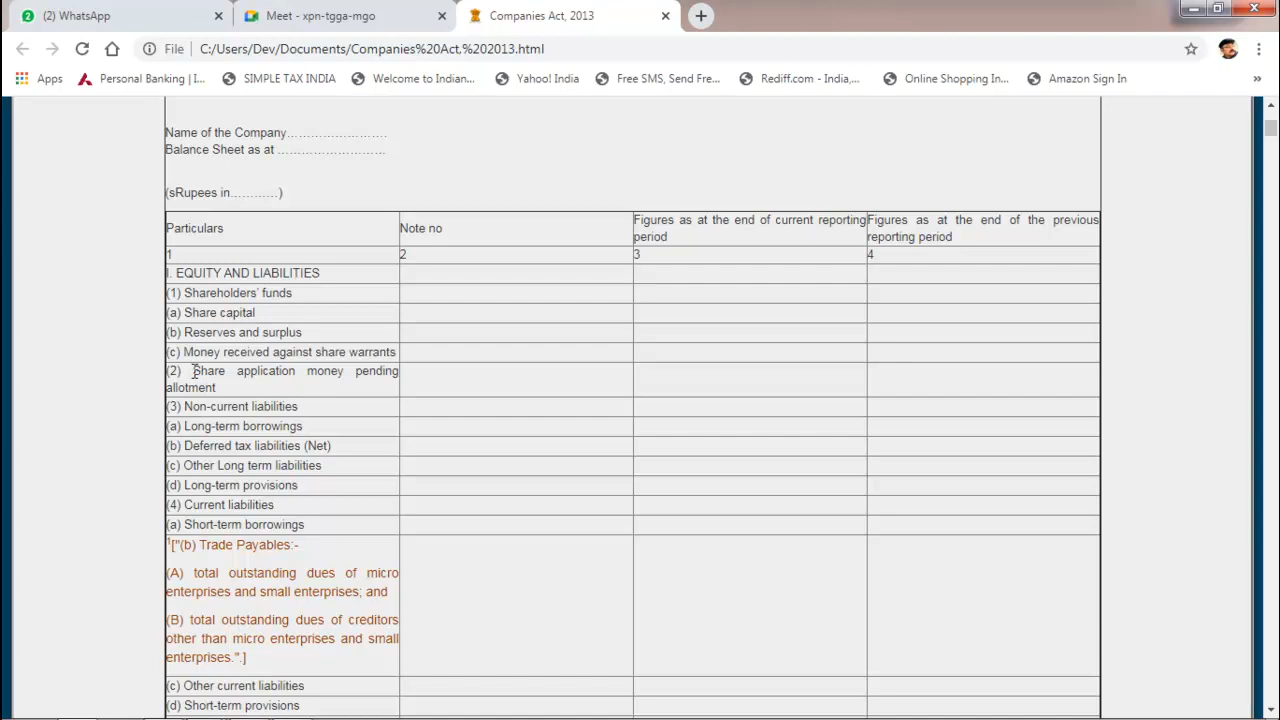 (2) WhatsApp
Meet - xpn-tgga-mgo
Companies Act, 2013
File
C:/Users/Dev/Documents/Companies%20Act,%202013.html
Apps
Personal Banking | I...
SIMPLE TAX INDIA
Welcome to Indian...
Yahoo! India
Free SMS, Send Fre...
Rediff.com - India,...
Online Shopping In...
Amazon Sign In
»
Name of the Company…………………….
Balance Sheet as at ………………………
(sRupees in………..)
Particulars
Note no
Figures as at the end of current reporting
period
Figures as at the end of the previous
reporting period
1
2
3
4
I. EQUITY AND LIABILITIES
(1) Shareholders’ funds
(a) Share capital
(b) Reserves and surplus
(c) Money received against share warrants
(2) Share application money pending
allotment
(3) Non-current liabilities
(a) Long-term borrowings
(b) Deferred tax liabilities (Net)
(c) Other Long term liabilities
(d) Long-term provisions
(4) Current liabilities
(a) Short-term borrowings
1["(b) Trade Payables:-
(A) total outstanding dues of micro
enterprises and small enterprises; and
(B) total outstanding dues of creditors
other than micro enterprises and small
enterprises.".]
(c) Other current liabilities
(d) Short-term provisions